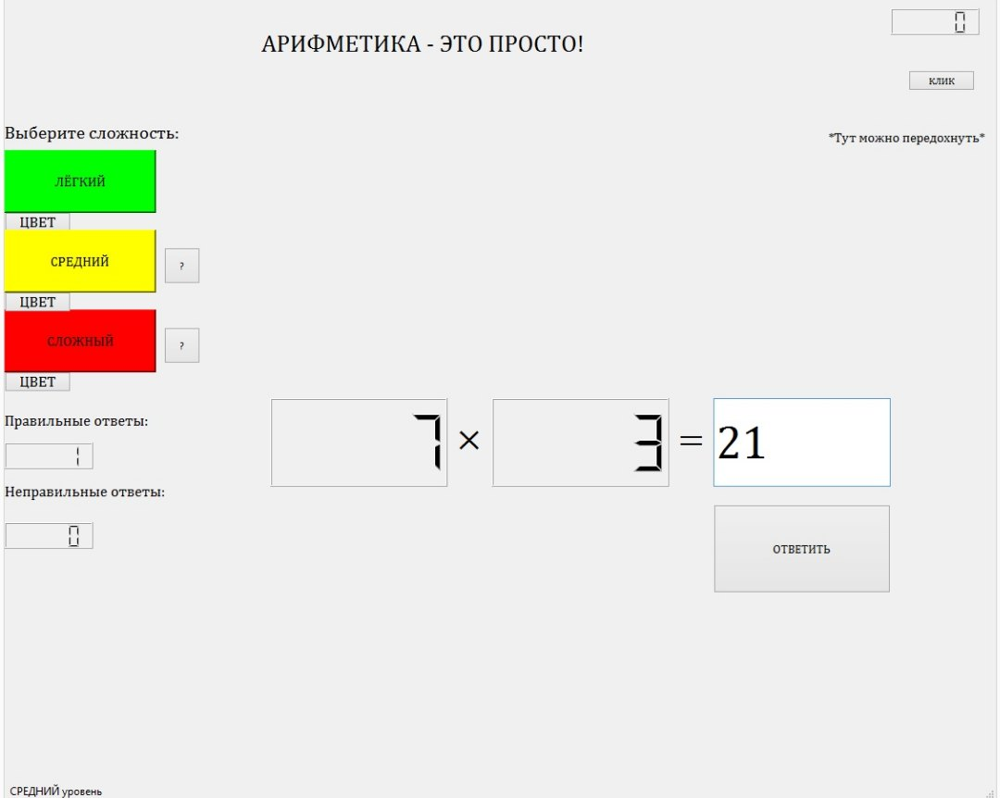 АРИФМЕТИКА - ЭТО ПРОСТО!
0
клик
*Тут можно передохнуть*
Выберите сложность:
ЛЁГКИЙ
ЦВЕТ
СРЕДНИЙ
?
ЦВЕТ
СЛОЖНЫЙ
?
ЦВЕТ
Правильные ответы:
1
Неправильные ответы:
0
7 × 3 = 21
ОТВЕТИТЬ
СРЕДНИЙ уровень